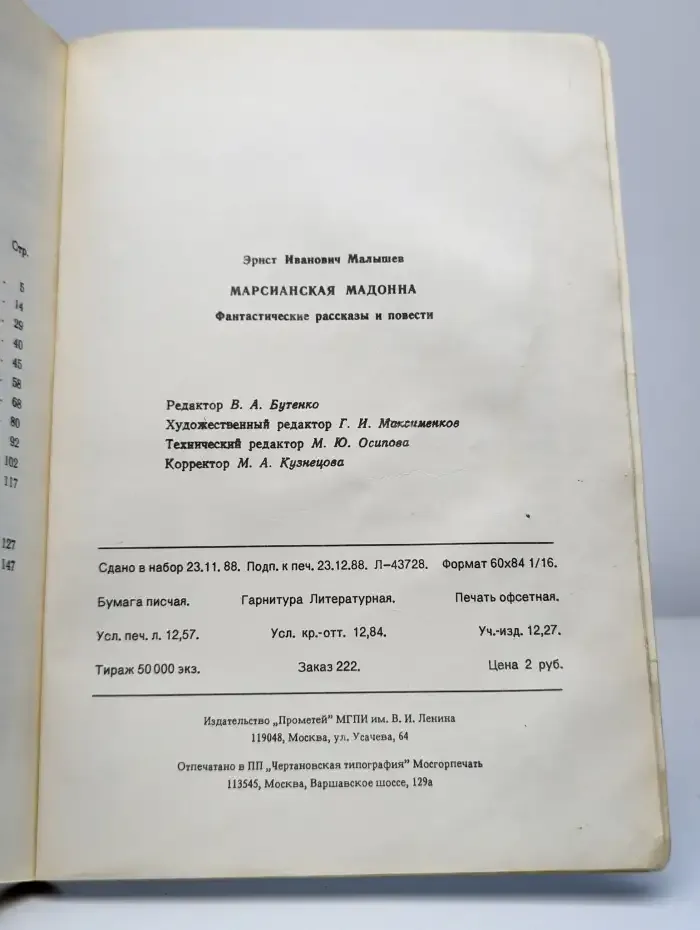 Стр.
5
14
29
40
45
58
68
80
92
102
117
127
147
Эрнст Иванович Малышев
МАРСИАНСКАЯ МАДОННА
Фантастические рассказы и повести
Редактор В. А. Бутенко
Художественный редактор Г. И. Максименков
Технический редактор М. Ю. Осипова
Корректор М. А. Кузнецова
Сдано в набор 23.11. 88. Подп. к печ. 23.12.88. Л-43728. Формат 60х84 1/16.
Бумага писчая. Гарнитура Литературная. Печать офсетная.
Усл. печ. л. 12,57. Усл. кр.-отт. 12,84. Уч.-изд. 12,27.
Тираж 50 000 экз. Заказ 222. Цена 2 руб.
Издательство „Прометей" МГПИ им. В. И. Ленина
119048, Москва, ул. Усачева, 64
Отпечатано в ПП „Чертановская типография" Мосгорпечать
113545, Москва, Варшавское шоссе, 129а